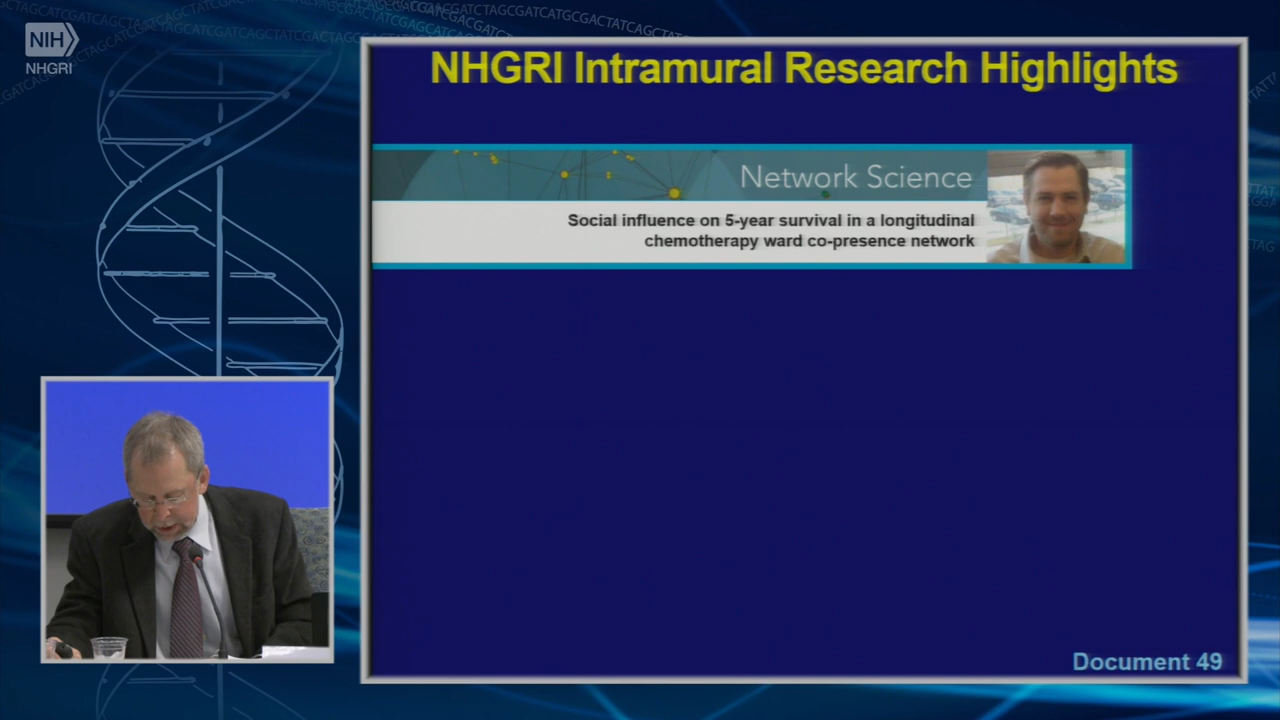 NIH
NHGRI
NHGRI Intramural Research Highlights
Network Science
Social influence on 5-year survival in a longitudinal
chemotherapy ward co-presence network
Document 49